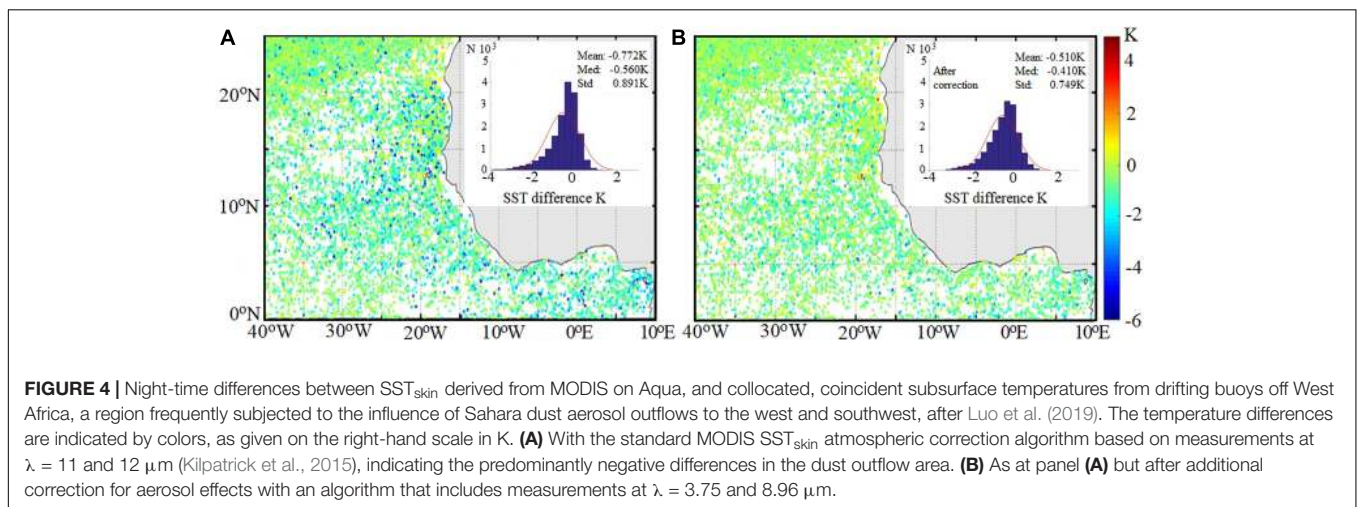 A
N 10³
5
4
3
2
1
0
-4 -2 0 2
SST difference K
Mean: -0.772K
Med: -0.560K
Std 0.891K
20°N
10°N
0°N
40°W 30°W 20°W 10°W 0°E 10°E
B
N 10³
5
4
3
2
1
0
After
correction
-4 -2 0 2
SST difference K
Mean: -0.510K
Med: -0.410K
Std: 0.749K
40°W 30°W 20°W 10°W 0°E 10°E
K
4
2
0
-2
-4
-6
FIGURE 4 | Night-time differences between SSTskin derived from MODIS on Aqua, and collocated, coincident subsurface temperatures from drifting buoys off West
Africa, a region frequently subjected to the influence of Sahara dust aerosol outflows to the west and southwest, after Luo et al. (2019). The temperature differences
are indicated by colors, as given on the right-hand scale in K. (A) With the standard MODIS SSTskin atmospheric correction algorithm based on measurements at
λ = 11 and 12 μm (Kilpatrick et al., 2015), indicating the predominantly negative differences in the dust outflow area. (B) As at panel (A) but after additional
correction for aerosol effects with an algorithm that includes measurements at λ = 3.75 and 8.96 μm.